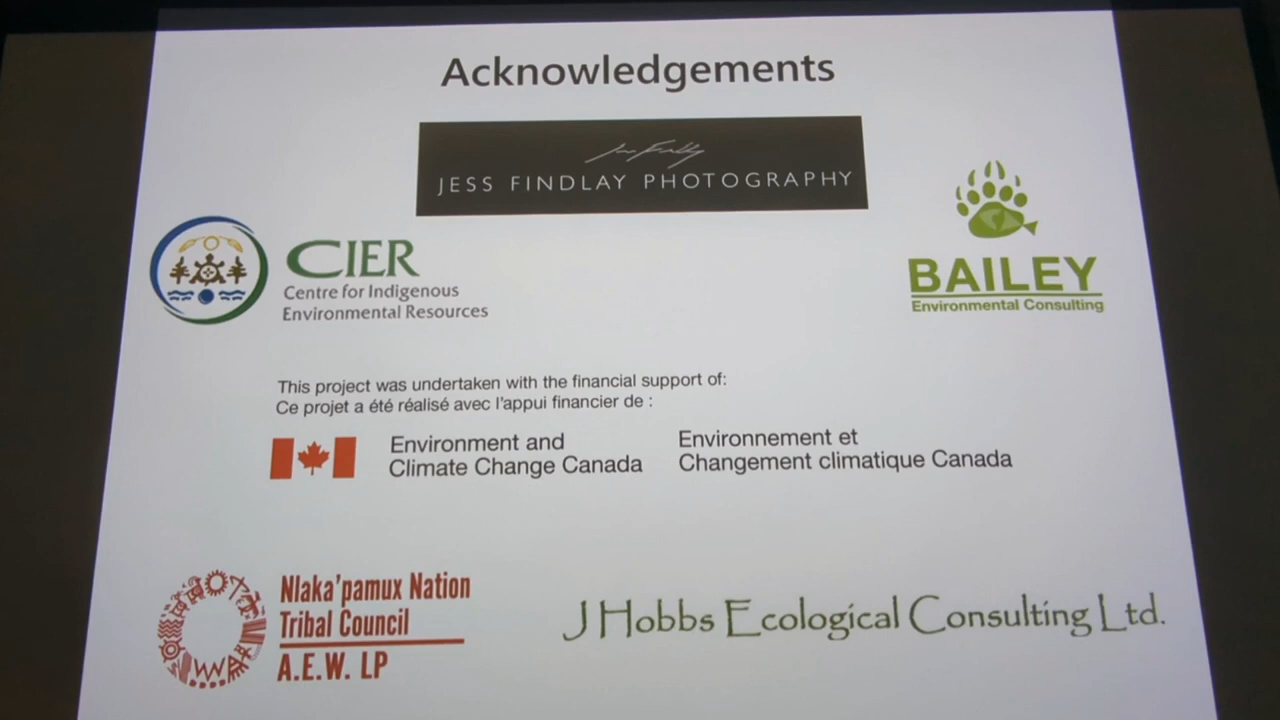 Acknowledgements
JESS FINDLAY PHOTOGRAPHY
CIER
Centre for Indigenous
Environmental Resources
BAILEY
Environmental Consulting
This project was undertaken with the financial support of:
Ce projet a été réalisé avec l'appui financier de :
Environment and
Climate Change Canada
Environnement et
Changement climatique Canada
Nlaka'pamux Nation
Tribal Council
A.E.W. LP
J Hobbs Ecological Consulting Ltd.